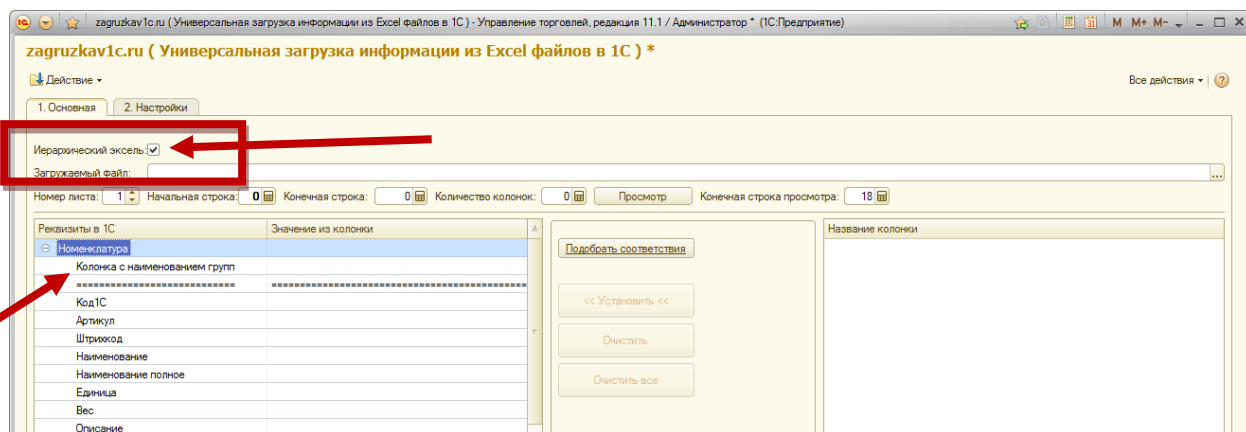 zagruzkav1c.ru ( Универсальная загрузка информации из Excel файлов в 1С ) - Управление торговлей, редакция 11.1 / Администратор * (1С:Предприятие) M M+ M-
zagruzkav1c.ru ( Универсальная загрузка информации из Excel файлов в 1С ) *
Действие Все действия
1. Основная 2. Настройки
Иерархический эксель:
Загружаемый файл: ...
Номер листа: 1 Начальная строка: 0 Конечная строка: 0 Количество колонок: 0 Просмотр Конечная строка просмотра: 18
Реквизиты в 1С Значение из колонки Название колонки
Номенклатура Подобрать соответствия
Колонка с наименованием групп
============================ =============================================
Код1С << Установить <<
Артикул
Штрихкод Очистить
Наименование
Наименование полное Очистить все
Единица
Вес
Описание